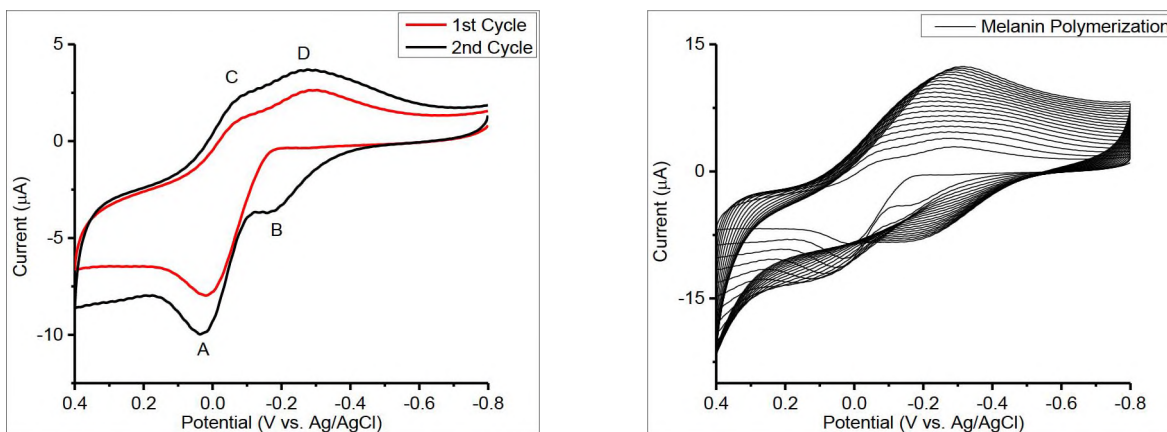 1st Cycle
2nd Cycle
5
0
-5
-10
Current (μA)
C
D
B
A
0.4 0.2 0.0 -0.2 -0.4 -0.6 -0.8
Potential (V vs. Ag/AgCl)
Melanin Polymerization
15
0
-15
Current (μA)
0.4 0.2 0.0 -0.2 -0.4 -0.6 -0.8
Potential (V vs. Ag/AgCl)